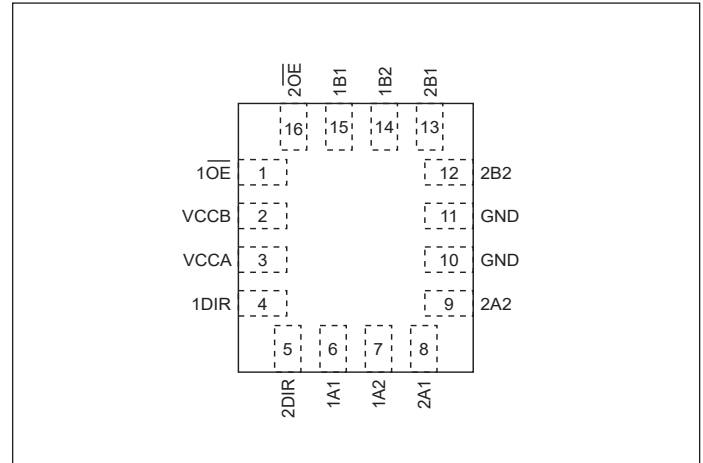 2OE
1B1
1B2
2B1
16
15
14
13
1OE 1 12 2B2
VCCB 2 11 GND
VCCA 3 10 GND
1DIR 4 9 2A2
5
6
7
8
2DIR
1A1
1A2
2A1